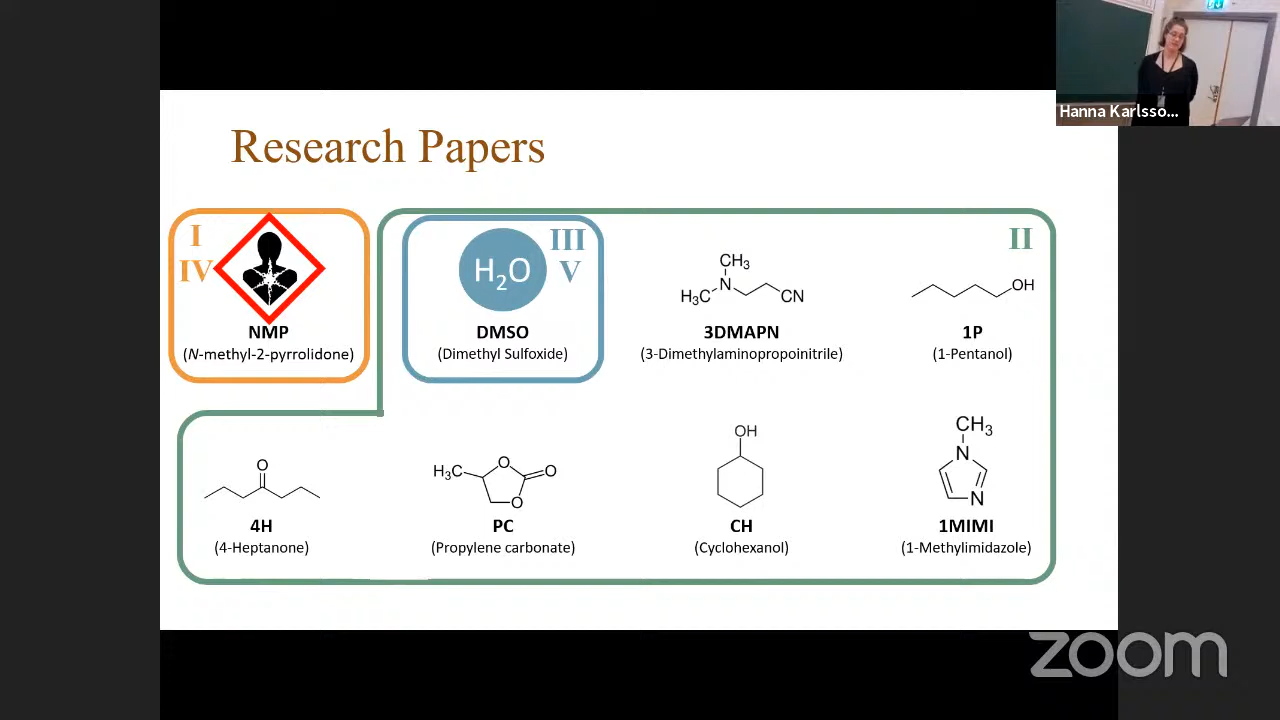 Hanna Karlsso...
Research Papers
I
IV
NMP
(N-methyl-2-pyrrolidone)
H₂O
III
V
DMSO
(Dimethyl Sulfoxide)
CH₃
N
H₃C
CN
3DMAPN
(3-Dimethylaminopropoinitrile)
II
OH
1P
(1-Pentanol)
O
4H
(4-Heptanone)
H₃C
O
O
O
PC
(Propylene carbonate)
OH
CH
(Cyclohexanol)
CH₃
N
N
1MIMI
(1-Methylimidazole)
zoom